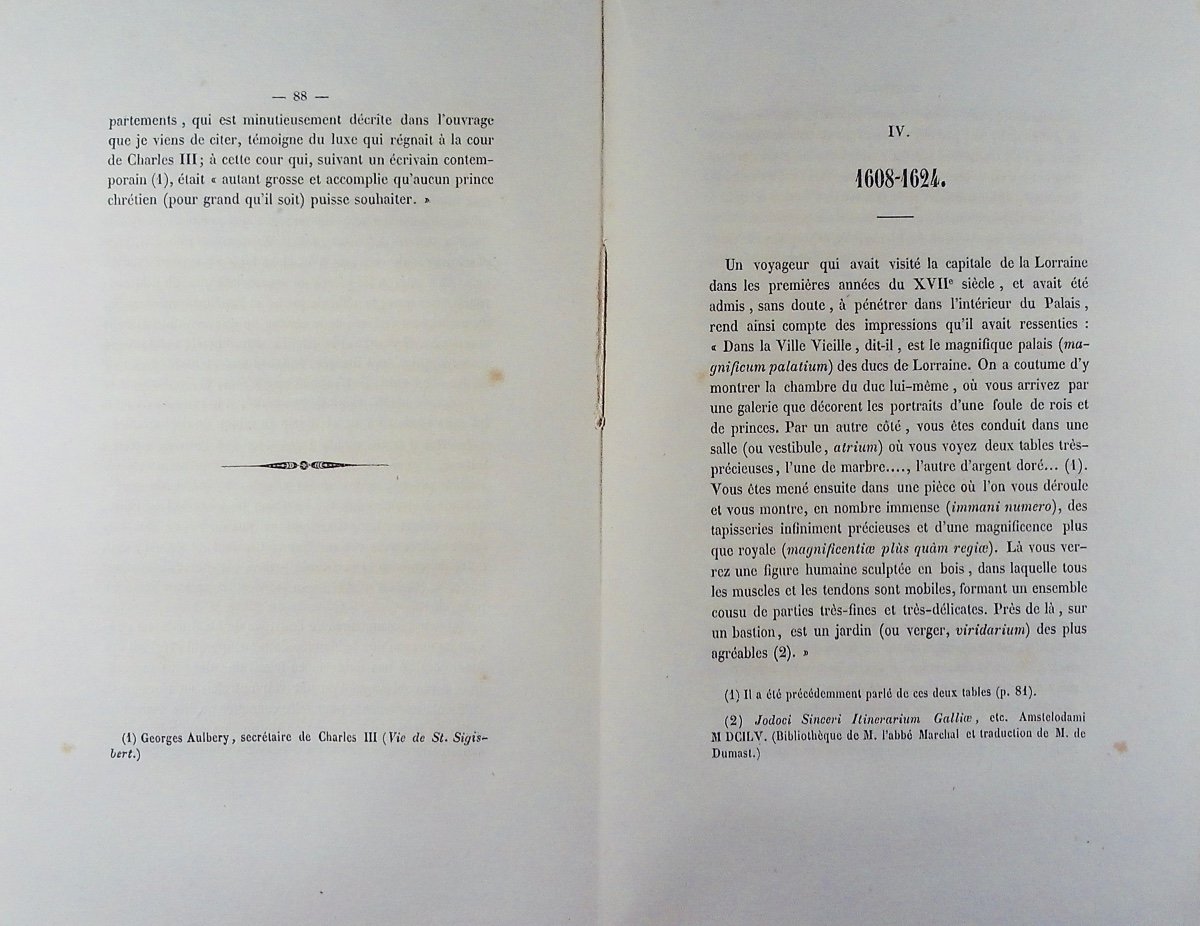 — 88 —
partements, qui est minutieusement décrite dans l'ouvrage
que je viens de citer, témoigne du luxe qui régnait à la cour
de Charles III; à cette cour qui, suivant un écrivain contem-
porain (1), était « autant grosse et accomplie qu'aucun prince
chrétien (pour grand qu'il soit) puisse souhaiter. »
(1) Georges Aulbery, secrétaire de Charles III (Vie de St. Sigis-
bert.)
IV.
1608-1624.
Un voyageur qui avait visité la capitale de la Lorraine
dans les premières années du XVIIe siècle, et avait été
admis, sans doute, à pénétrer dans l'intérieur du Palais,
rend ainsi compte des impressions qu'il avait ressenties :
« Dans la Ville Vieille, dit-il, est le magnifique palais (ma-
gnificum palatium) des ducs de Lorraine. On a coutume d'y
montrer la chambre du duc lui-même, où vous arrivez par
une galerie que décorent les portraits d'une foule de rois et
de princes. Par un autre côté, vous êtes conduit dans une
salle (ou vestibule, atrium) où vous voyez deux tables très-
précieuses, l'une de marbre...., l'autre d'argent doré... (1).
Vous êtes mené ensuite dans une pièce où l'on vous déroule
et vous montre, en nombre immense (immani numero), des
tapisseries infiniment précieuses et d'une magnificence plus
que royale (magnificentiæ plùs quàm regiæ). Là vous ver-
rez une figure humaine sculptée en bois, dans laquelle tous
les muscles et les tendons sont mobiles, formant un ensemble
cousu de parties très-fines et très-délicates. Près de là, sur
un bastion, est un jardin (ou verger, viridarium) des plus
agréables (2). »
(1) Il a été précédemment parlé de ces deux tables (p. 81).
(2) Jodoci Sinceri Itinerarium Galliæ, etc. Amstelodami
M DCILV. (Bibliothèque de M. l'abbé Marchal et traduction de M. de
Dumast.)